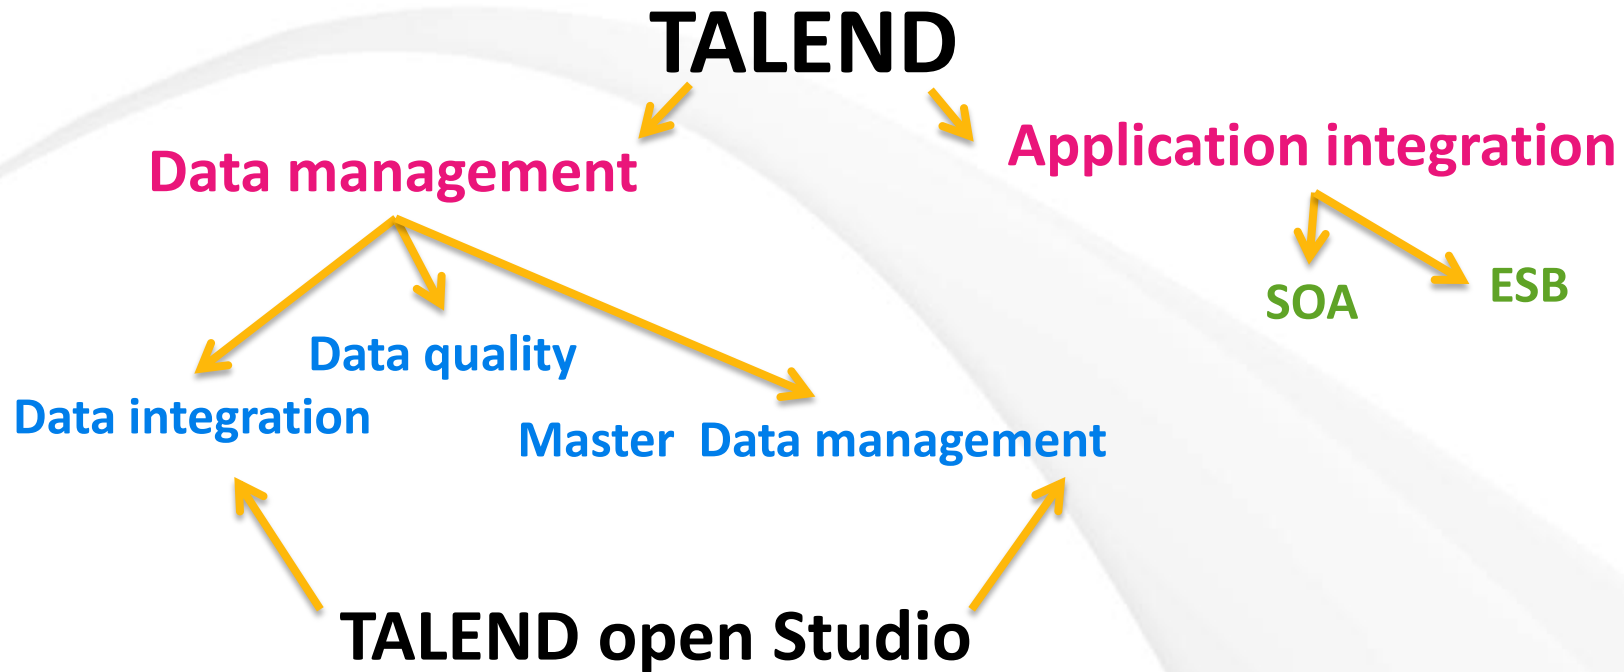 TALEND
Data management
Application integration
SOA
ESB
Data quality
Data integration
Master Data management
TALEND open Studio